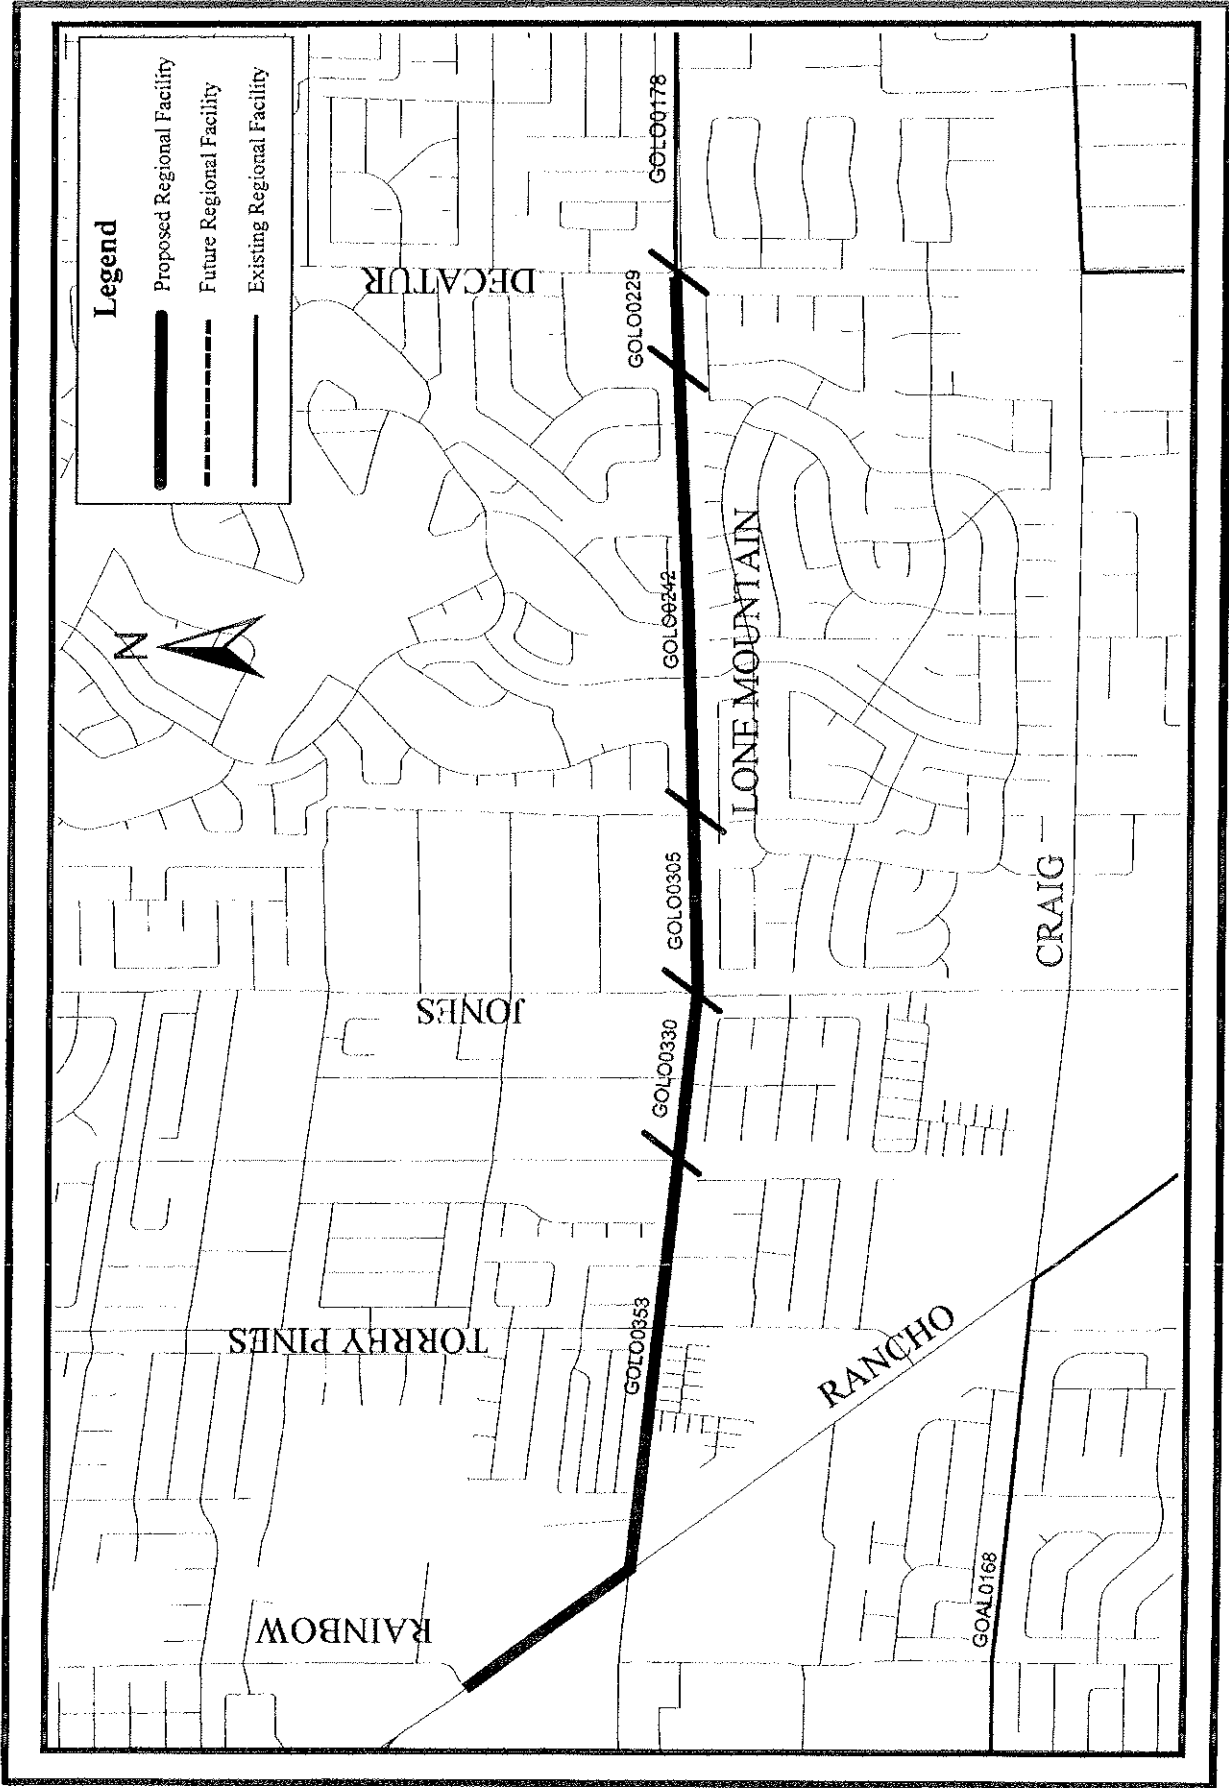 Legend
Proposed Regional Facility
Future Regional Facility
Existing Regional Facility
N
DECATUR
GOLO0178
GOLO0229
GOLO0242
LONE MOUNTAIN
GOLO0305
CRAIG
JONES
GOLO0330
TORREY PINES
GOLO0353
RANCHO
RAINBOW
GOAL0168